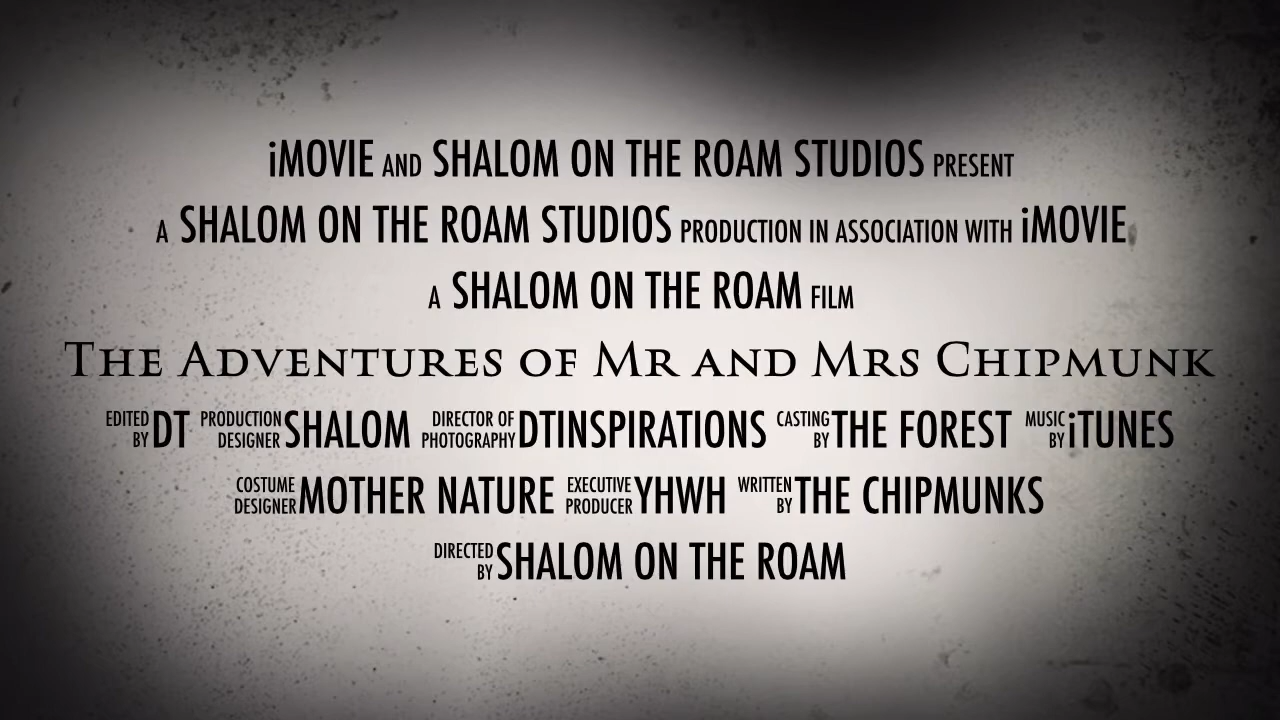 iMOVIE AND SHALOM ON THE ROAM STUDIOS PRESENT
A SHALOM ON THE ROAM STUDIOS PRODUCTION IN ASSOCIATION WITH iMOVIE
A SHALOM ON THE ROAM FILM
The Adventures of Mr and Mrs Chipmunk
EDITED BY DT PRODUCTION DESIGNER SHALOM DIRECTOR OF PHOTOGRAPHY DTINSPIRATIONS CASTING BY THE FOREST MUSIC BY iTUNES
COSTUME DESIGNER MOTHER NATURE EXECUTIVE PRODUCER YHWH WRITTEN BY THE CHIPMUNKS
DIRECTED BY SHALOM ON THE ROAM